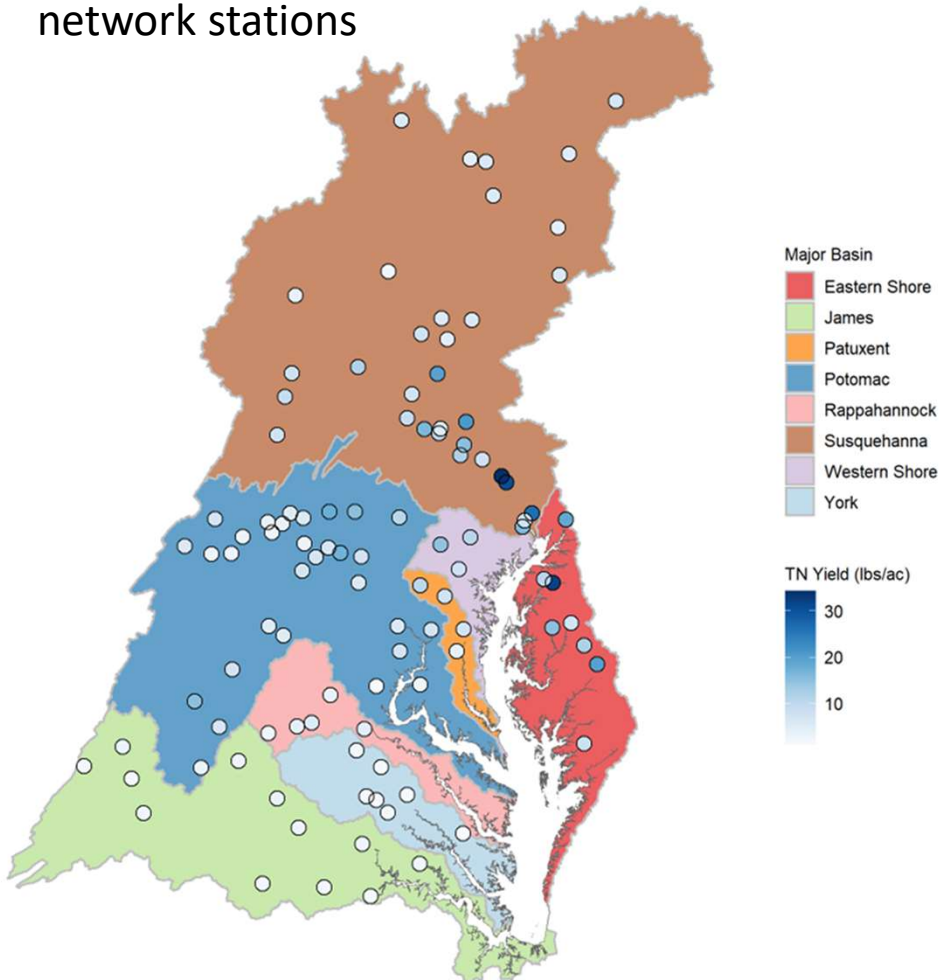 network stations
Major Basin
Eastern Shore
James
Patuxent
Potomac
Rappahannock
Susquehanna
Western Shore
York
TN Yield (lbs/ac)
30
20
10